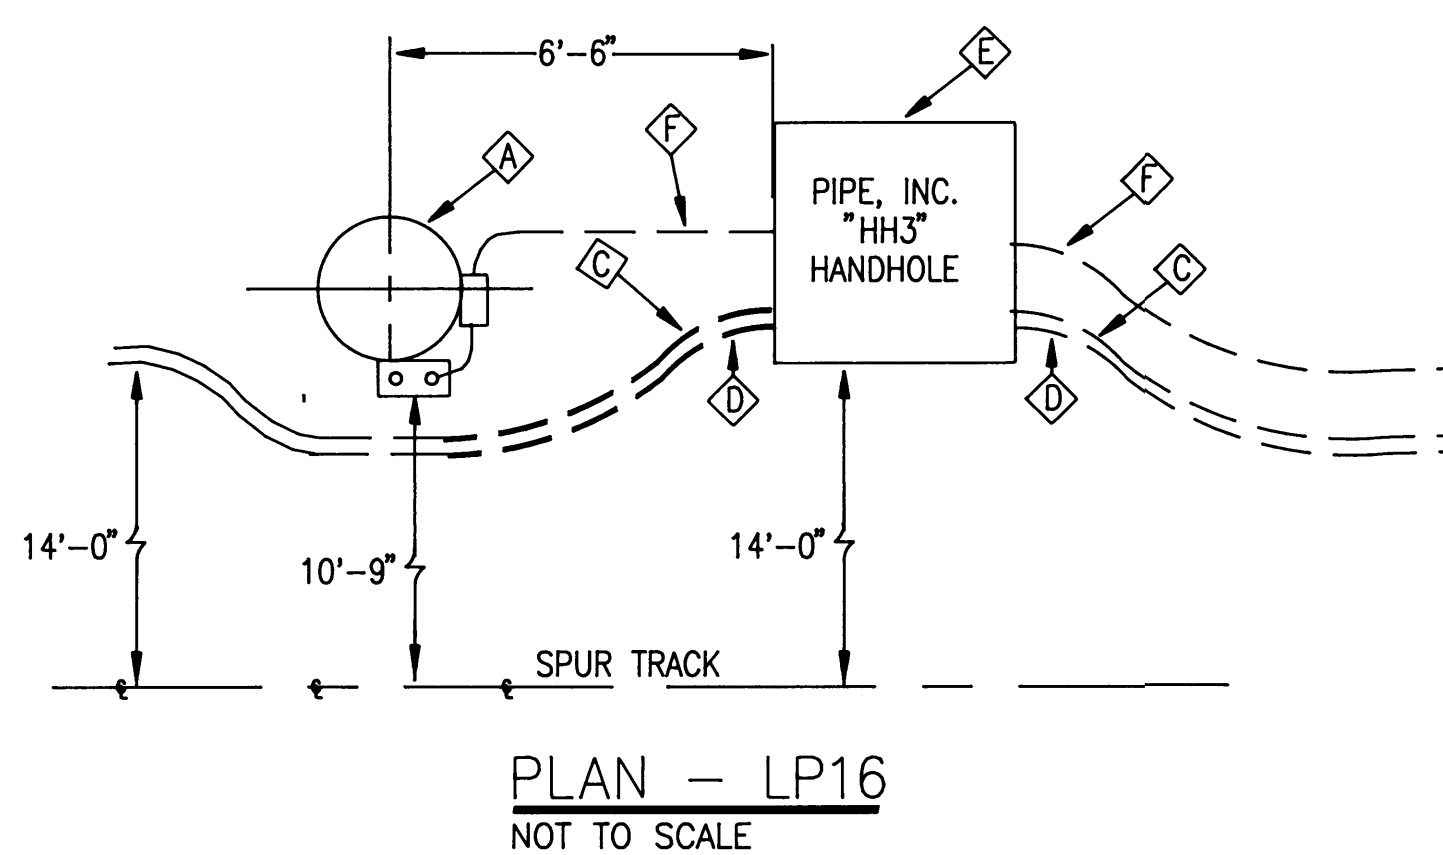 6'-6"
E
F
A
F
PIPE, INC.
"HH3"
HANDHOLE
C
C
D
D
14'-0"
10'-9"
14'-0"
SPUR TRACK
℄ ℄ ℄
PLAN - LP16
NOT TO SCALE